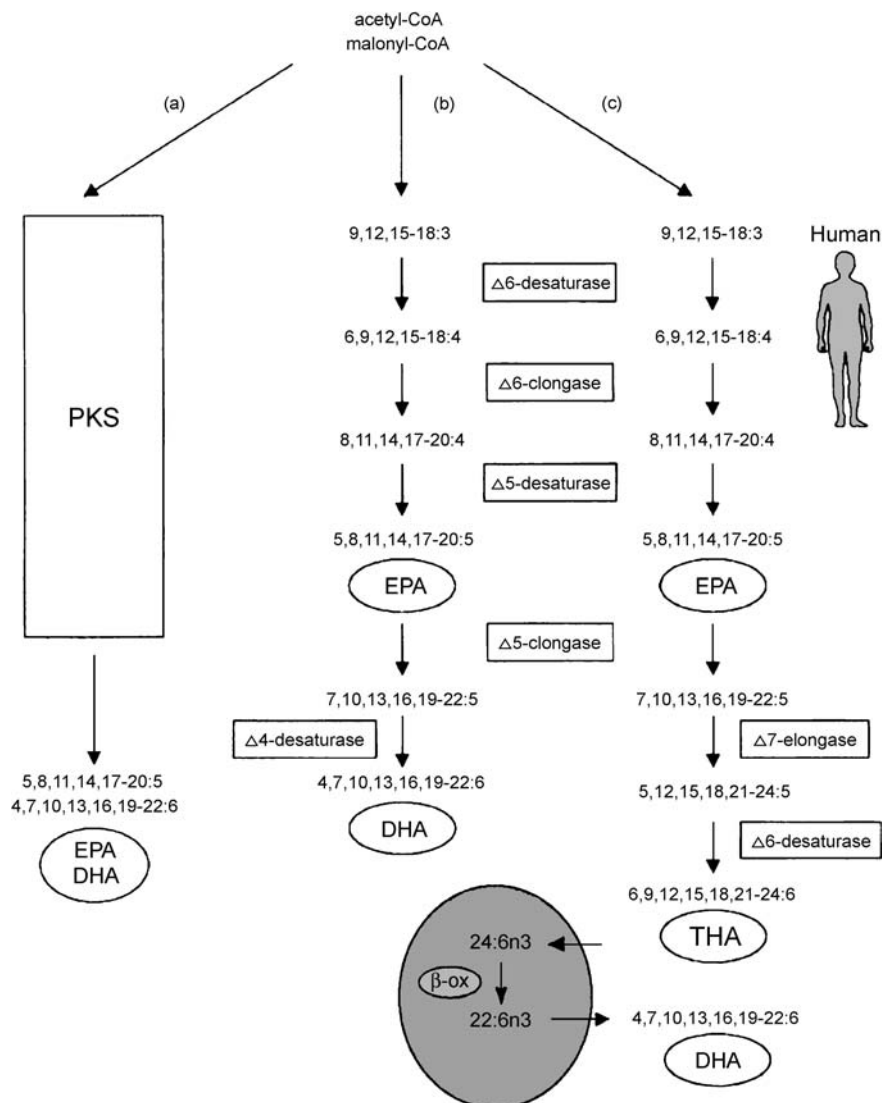 acetyl-CoA
malonyl-CoA
(a)
(b)
(c)
PKS
5,8,11,14,17-20:5
4,7,10,13,16,19-22:6
EPA
DHA
9,12,15-18:3
△6-desaturase
6,9,12,15-18:4
△6-clongase
8,11,14,17-20:4
△5-desaturase
5,8,11,14,17-20:5
EPA
△5-clongase
7,10,13,16,19-22:5
△4-desaturase
4,7,10,13,16,19-22:6
DHA
Human
9,12,15-18:3
6,9,12,15-18:4
8,11,14,17-20:4
5,8,11,14,17-20:5
EPA
7,10,13,16,19-22:5
△7-elongase
5,12,15,18,21-24:5
△6-desaturase
6,9,12,15,18,21-24:6
THA
24:6n3
β-ox
22:6n3
4,7,10,13,16,19-22:6
DHA